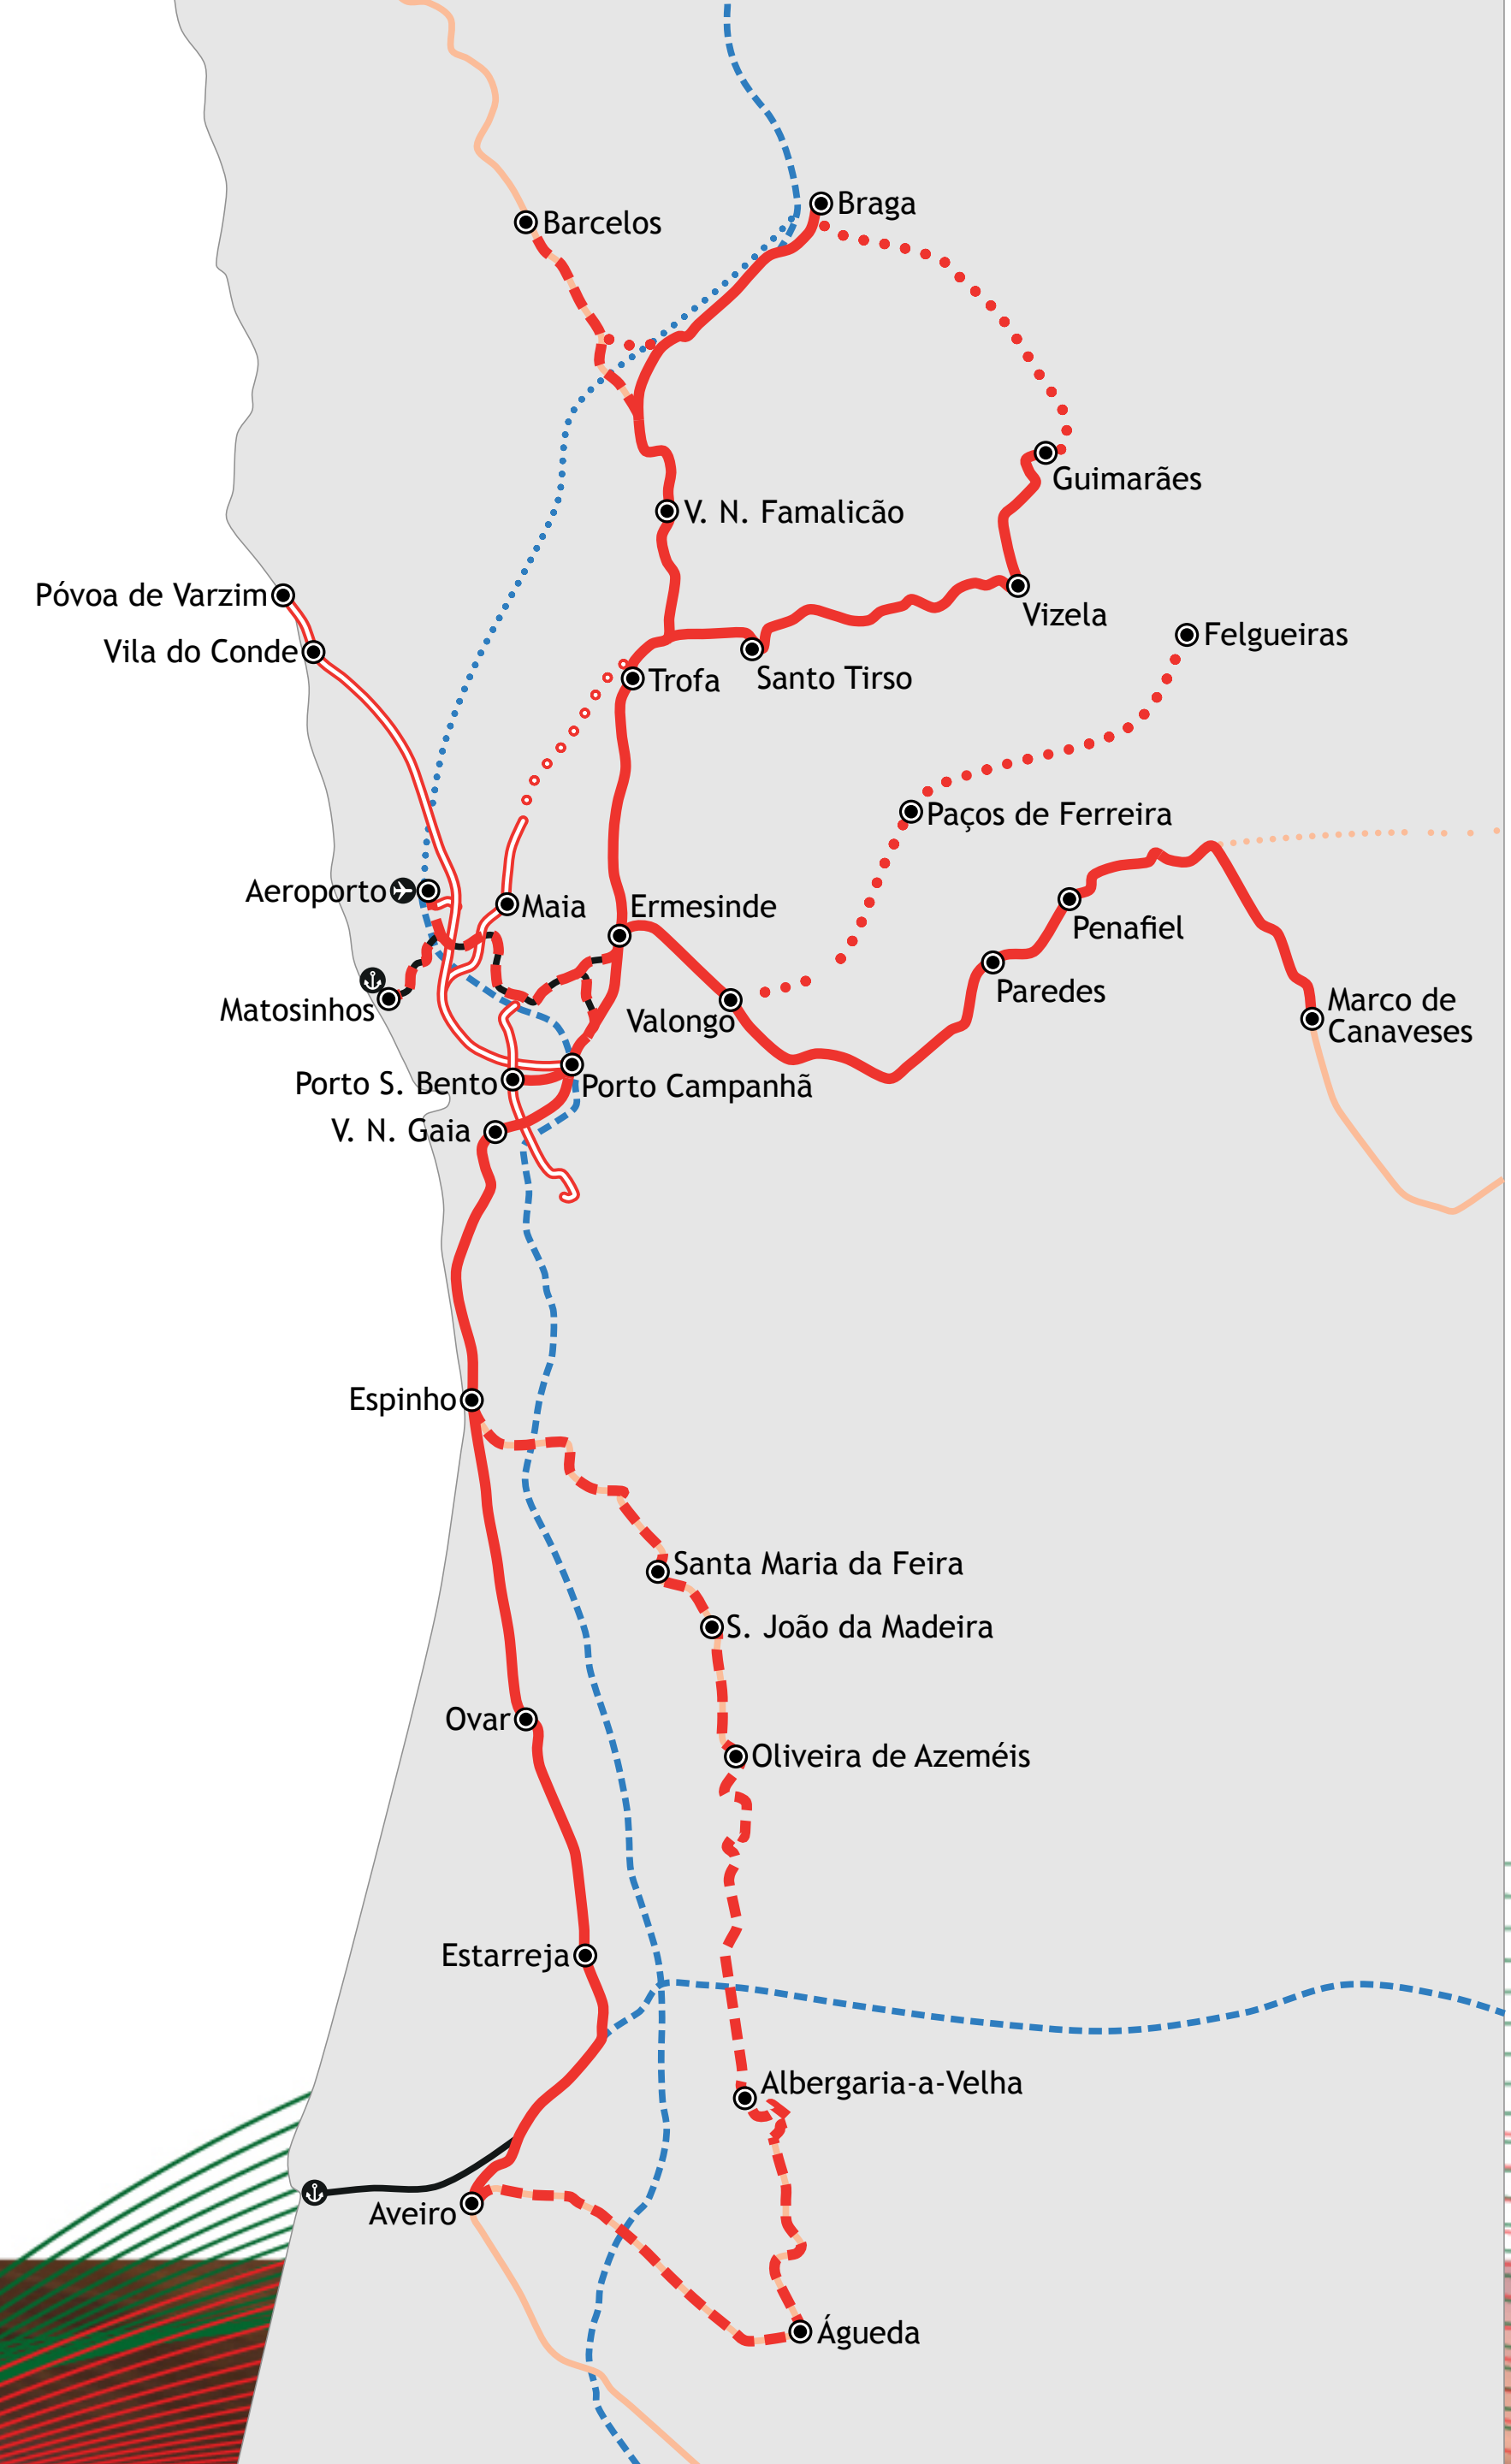 Braga
Barcelos
Guimarães
V. N. Famalicão
Póvoa de Varzim
Vizela
Felgueiras
Vila do Conde
Trofa
Santo Tirso
Paços de Ferreira
Aeroporto
Maia
Ermesinde
Penafiel
Paredes
Marco de
Canaveses
Matosinhos
Valongo
Porto S. Bento
Porto Campanhã
V. N. Gaia
Espinho
Santa Maria da Feira
S. João da Madeira
Ovar
Oliveira de Azeméis
Estarreja
Albergaria-a-Velha
Aveiro
Águeda